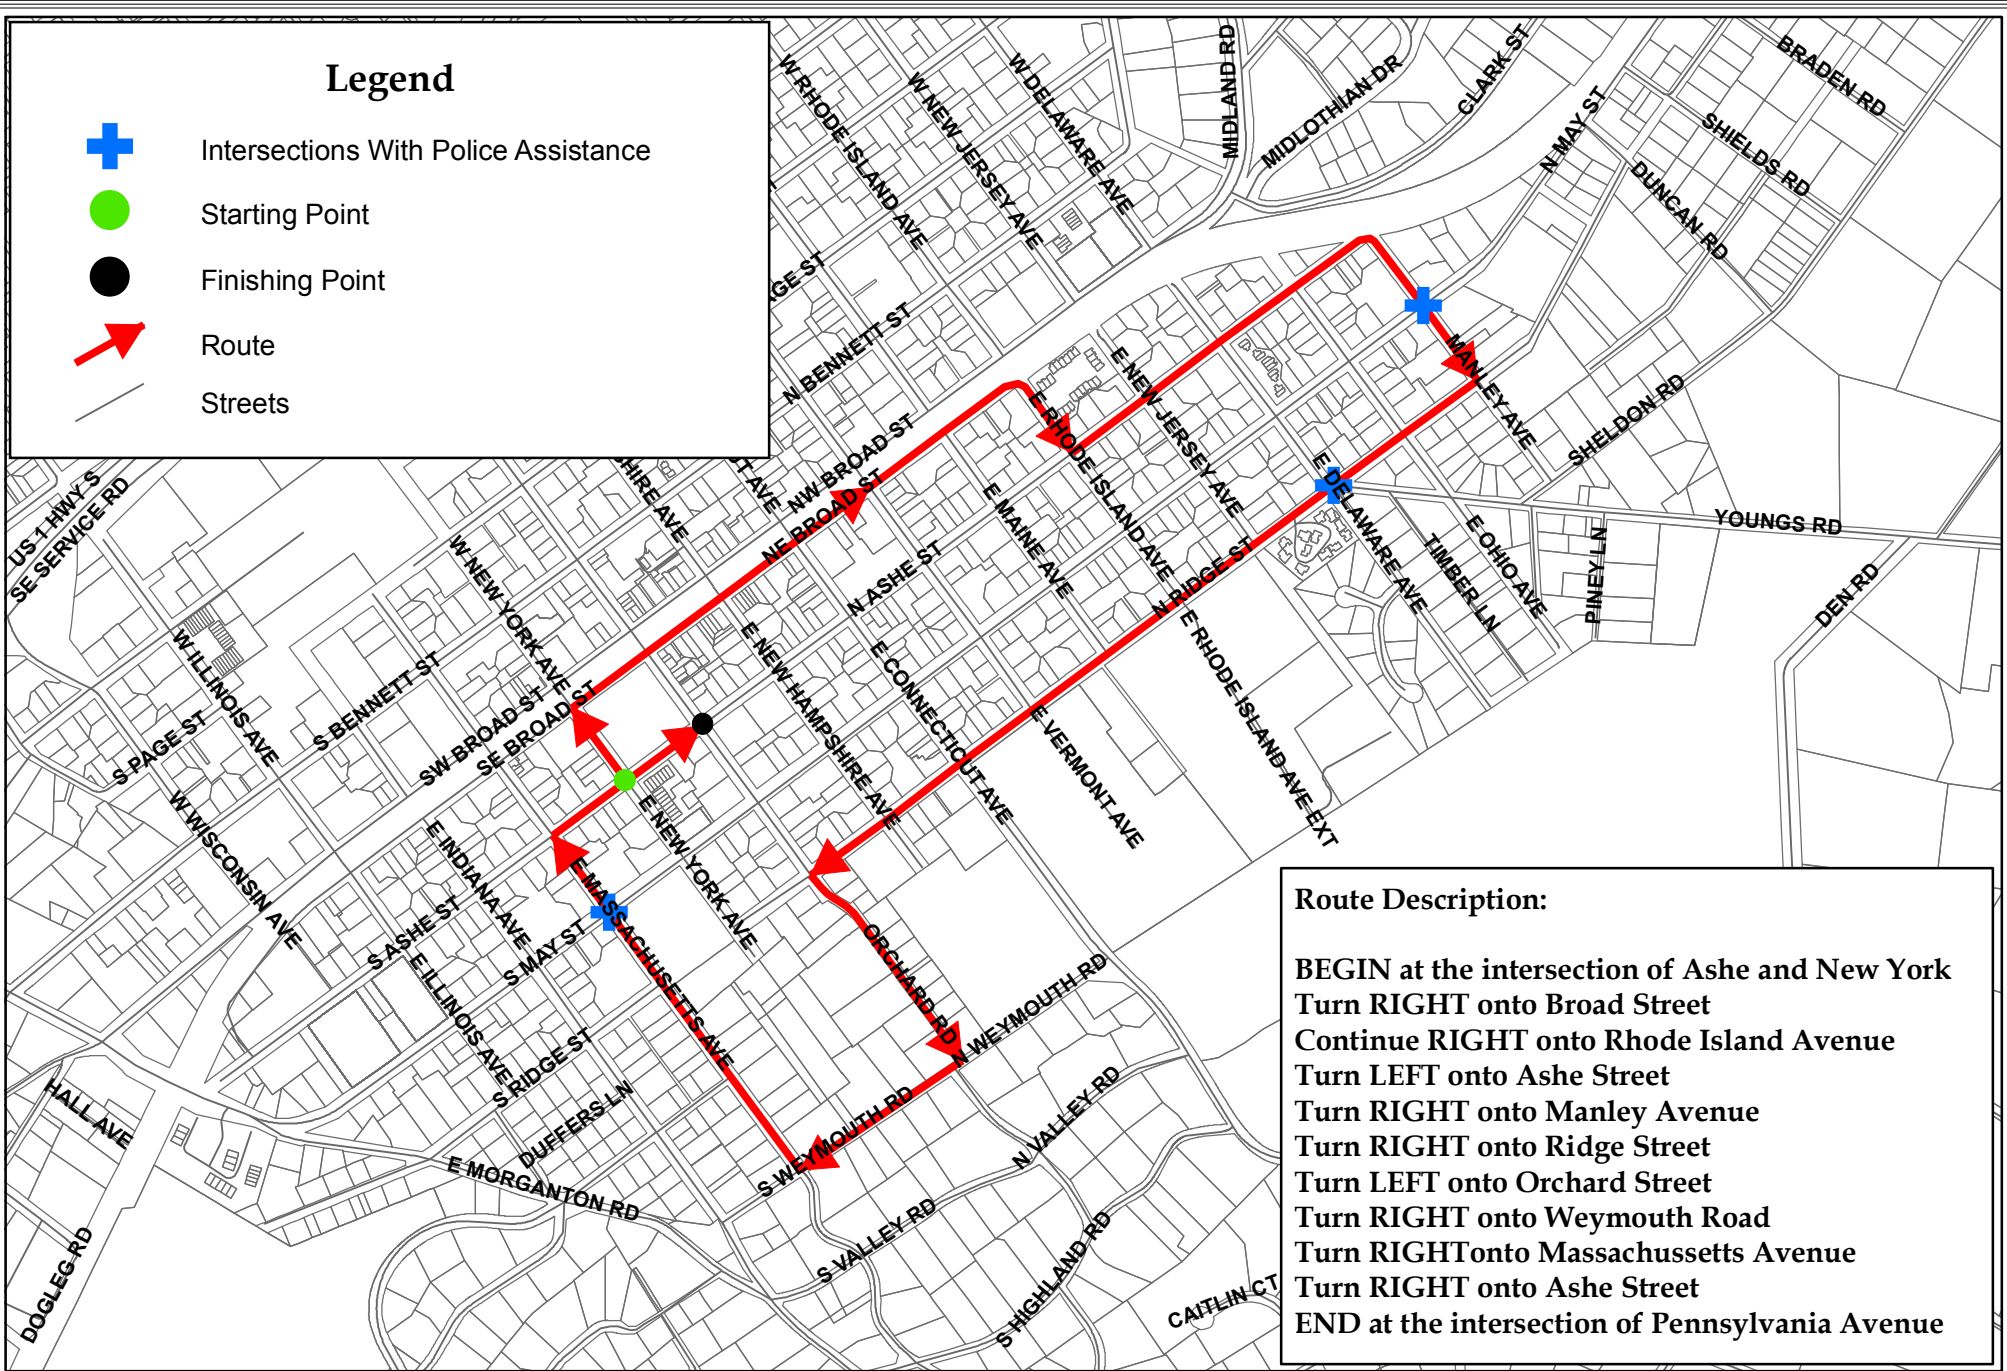 Legend
Intersections With Police Assistance
Starting Point
Finishing Point
Route
Streets
W RHODE ISLAND AVE
W NEW JERSEY AVE
W DELAWARE AVE
MIDLAND RD
MIDLOTHIAN DR
CLARK ST
N MAY ST
BRADEN RD
SHIELDS RD
DUNCAN RD
GE ST
N BENNETT ST
NW BROAD ST
NE BROAD ST
SHIRE AVE
T AVE
US 1 HWY S
SE SERVICE RD
W NEW YORK AVE
W ILLINOIS AVE
S BENNETT ST
S PAGE ST
SW BROAD ST
SE BROAD ST
W WISCONSIN AVE
E INDIANA AVE
S ASHE ST
E ILLINOIS AVE
S MAY ST
S RIDGE ST
DUFFERS LN
E MORGANTON RD
HALL AVE
DOGLEG RD
E MASSACHUSETTS AVE
E NEW YORK AVE
E NEW HAMPSHIRE AVE
N ASHE ST
E CONNECTICUT AVE
E MAINE AVE
E VERMONT AVE
E RHODE ISLAND AVE
E NEW JERSEY AVE
N RIDGE ST
E RHODE ISLAND AVE EXT
E DELAWARE AVE
TIMBER LN
E OHIO AVE
PINEY LN
MANLEY AVE
SHELDON RD
YOUNGS RD
DEN RD
ORCHARD RD
N WEYMOUTH RD
S WEYMOUTH RD
N VALLEY RD
S VALLEY RD
S HIGHLAND RD
CAITLIN CT
Route Description:
BEGIN at the intersection of Ashe and New York
Turn RIGHT onto Broad Street
Continue RIGHT onto Rhode Island Avenue
Turn LEFT onto Ashe Street
Turn RIGHT onto Manley Avenue
Turn RIGHT onto Ridge Street
Turn LEFT onto Orchard Street
Turn RIGHT onto Weymouth Road
Turn RIGHTonto Massachussetts Avenue
Turn RIGHT onto Ashe Street
END at the intersection of Pennsylvania Avenue